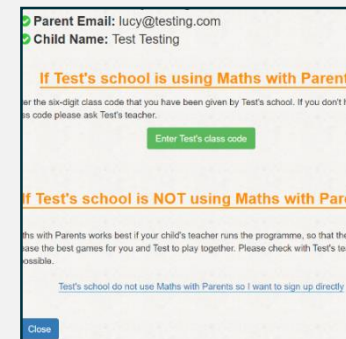 Parent Email: lucy@testing.com
Child Name: Test Testing
If Test's school is using Maths with Parent
er the six-digit class code that you have been given by Test's school. If you don't h
ss code please ask Test's teacher.
Enter Test's class code
If Test's school is NOT using Maths with Par
ths with Parents works best if your child's teacher runs the programme, so that the
ase the best games for you and Test to play together. Please check with Test's te
ossible.
Test's school do not use Maths with Parents so I want to sign up directly
Close